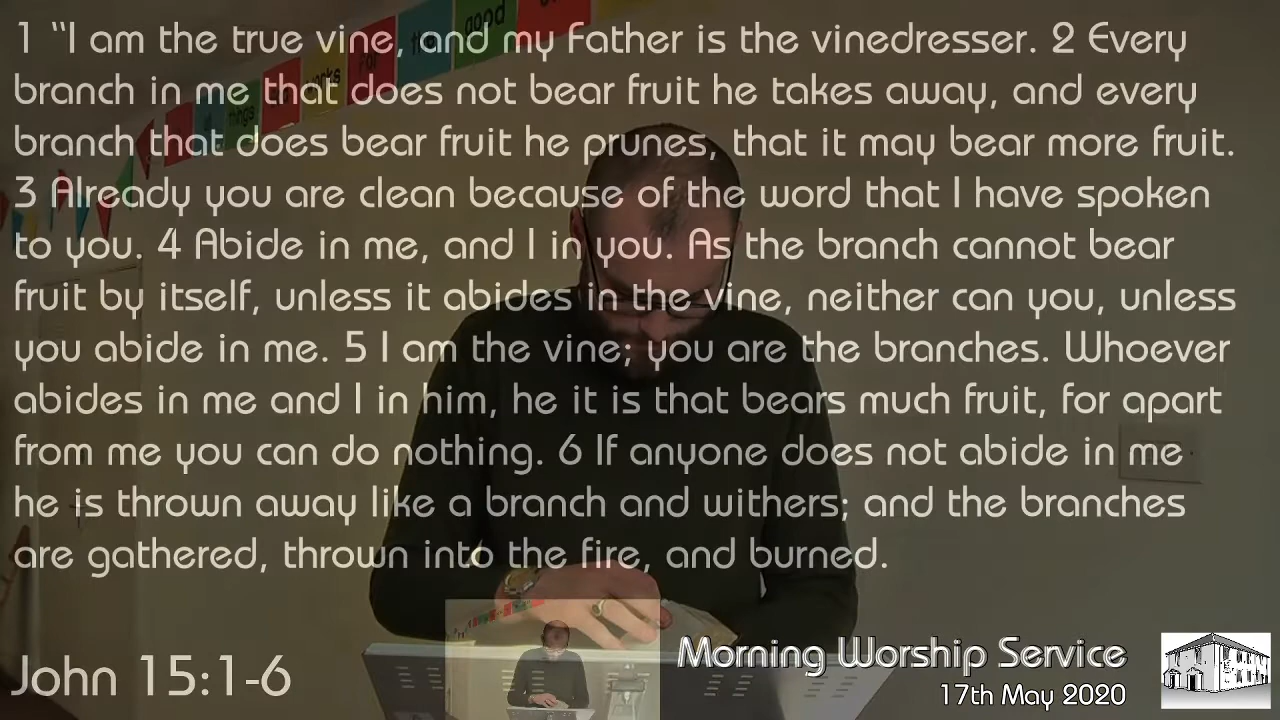 good
the
for
works
things
all
1 “I am the true vine, and my Father is the vinedresser. 2 Every
branch in me that does not bear fruit he takes away, and every
branch that does bear fruit he prunes, that it may bear more fruit.
3 Already you are clean because of the word that I have spoken
to you. 4 Abide in me, and I in you. As the branch cannot bear
fruit by itself, unless it abides in the vine, neither can you, unless
you abide in me. 5 I am the vine; you are the branches. Whoever
abides in me and I in him, he it is that bears much fruit, for apart
from me you can do nothing. 6 If anyone does not abide in me
he is thrown away like a branch and withers; and the branches
are gathered, thrown into the fire, and burned.
John 15:1-6
Morning Worship Service
17th May 2020